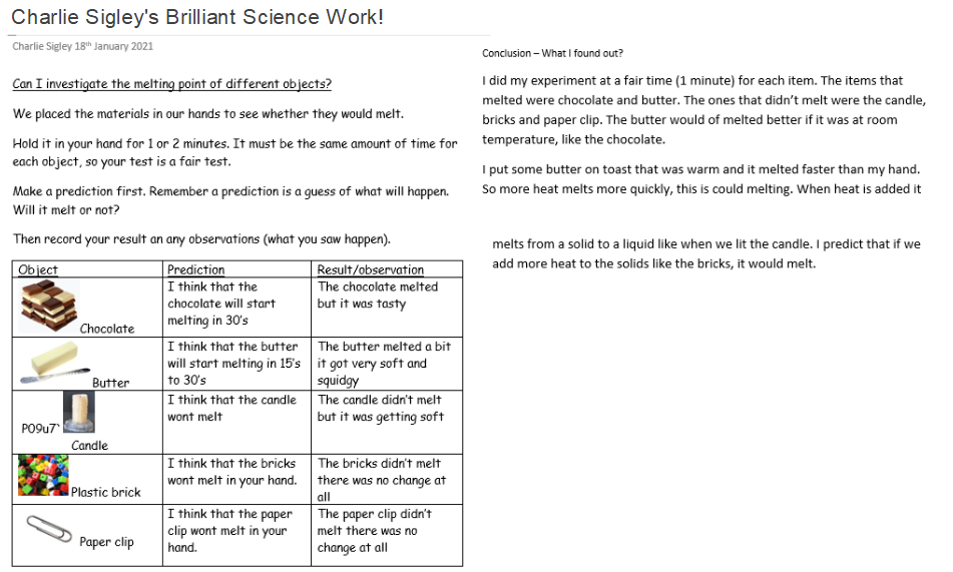 Charlie Sigley's Brilliant Science Work!
Charlie Sigley 18th January 2021
Can I investigate the melting point of different objects?
We placed the materials in our hands to see whether they would melt.
Hold it in your hand for 1 or 2 minutes. It must be the same amount of time for
each object, so your test is a fair test.
Make a prediction first. Remember a prediction is a guess of what will happen.
Will it melt or not?
Then record your result an any observations (what you saw happen).
Object Prediction Result/observation
Chocolate
I think that the
chocolate will start
melting in 30's
The chocolate melted
but it was tasty
Butter
I think that the butter
will start melting in 15's
to 30's
The butter melted a bit
it got very soft and
squidgy
P09u7`
Candle
I think that the candle
wont melt
The candle didn't melt
but it was getting soft
Plastic brick
I think that the bricks
wont melt in your hand.
The bricks didn't melt
there was no change at
all
Paper clip
I think that the paper
clip wont melt in your
hand.
The paper clip didn't
melt there was no
change at all
Conclusion – What I found out?
I did my experiment at a fair time (1 minute) for each item. The items that
melted were chocolate and butter. The ones that didn't melt were the candle,
bricks and paper clip. The butter would of melted better if it was at room
temperature, like the chocolate.
I put some butter on toast that was warm and it melted faster than my hand.
So more heat melts more quickly, this is could melting. When heat is added it
melts from a solid to a liquid like when we lit the candle. I predict that if we
add more heat to the solids like the bricks, it would melt.